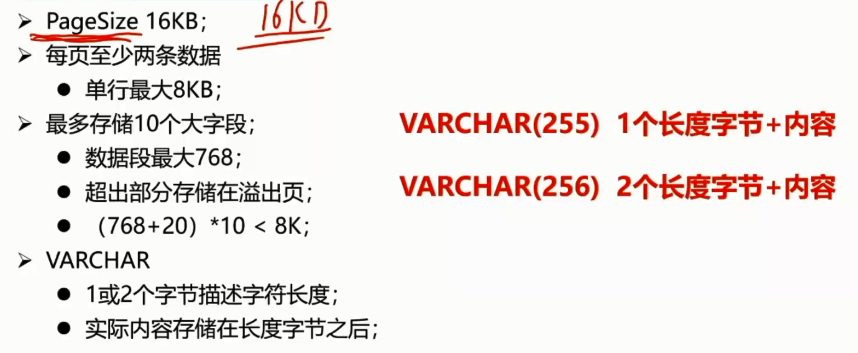 PageSize 16KB;
16KB
每页至少两条数据
单行最大8KB;
最多存储10个大字段;
数据段最大768;
超出部分存储在溢出页;
（768+20）*10 < 8K;
VARCHAR
1或2个字节描述字符长度;
实际内容存储在长度字节之后;
VARCHAR(255) 1个长度字节+内容
VARCHAR(256) 2个长度字节+内容